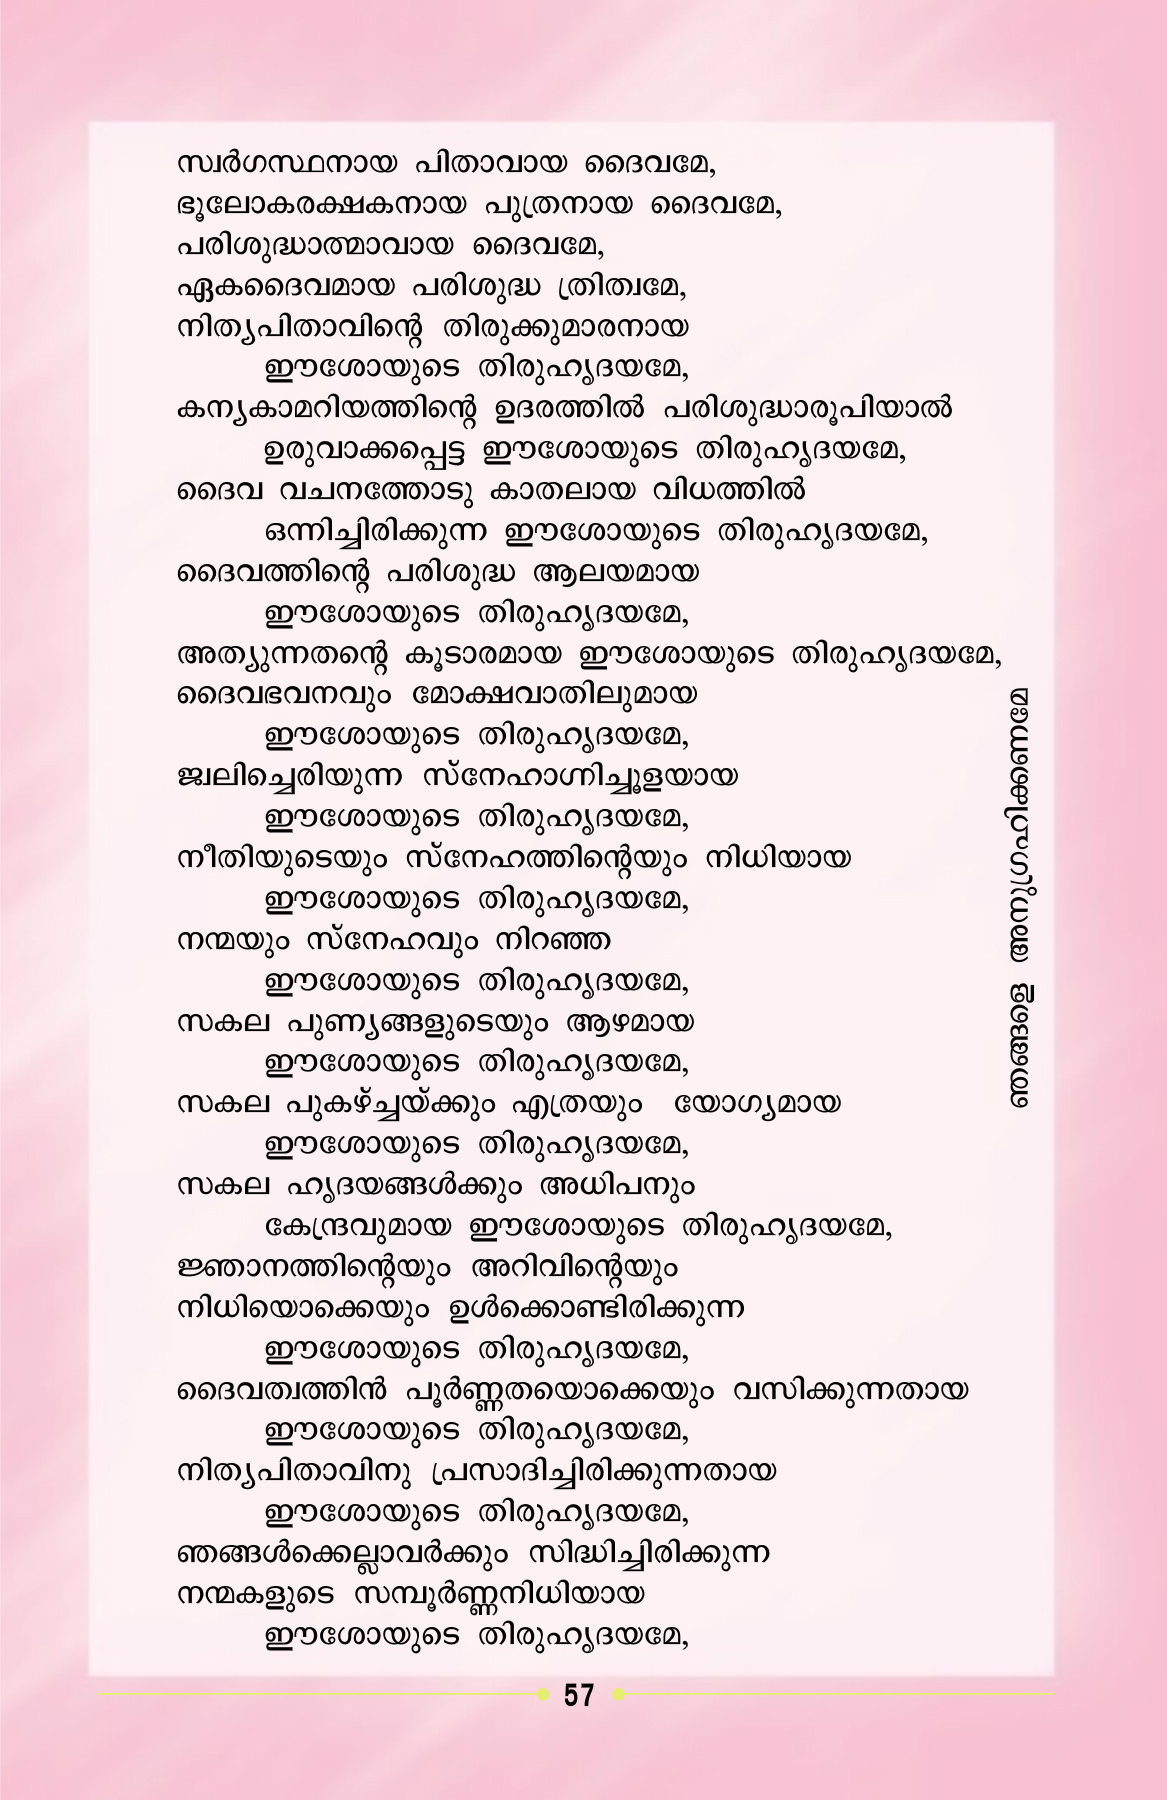 സ്വർഗസ്ഥനായ പിതാവായ ദൈവമേ,
ഭൂലോകരക്ഷകനായ പുത്രനായ ദൈവമേ,
പരിശുദ്ധാത്മാവായ ദൈവമേ,
ഏകദൈവമായ പരിശുദ്ധ ത്രിത്വമേ,
നിത്യപിതാവിന്റെ തിരുക്കുമാരനായ
ഈശോയുടെ തിരുഹൃദയമേ,
കന്യകാമറിയത്തിന്റെ ഉദരത്തിൽ പരിശുദ്ധാരൂപിയാൽ
ഉരുവാക്കപ്പെട്ട ഈശോയുടെ തിരുഹൃദയമേ,
ദൈവ വചനത്തോടു കാതലായ വിധത്തിൽ
ഒന്നിച്ചിരിക്കുന്ന ഈശോയുടെ തിരുഹൃദയമേ,
ദൈവത്തിന്റെ പരിശുദ്ധ ആലയമായ
ഈശോയുടെ തിരുഹൃദയമേ,
അത്യുന്നതന്റെ കൂടാരമായ ഈശോയുടെ തിരുഹൃദയമേ,
ദൈവഭവനവും മോക്ഷവാതിലുമായ
ഈശോയുടെ തിരുഹൃദയമേ,
ജ്വലിച്ചെരിയുന്ന സ്നേഹാഗ്നിച്ചൂളയായ
ഈശോയുടെ തിരുഹൃദയമേ,
നീതിയുടെയും സ്നേഹത്തിന്റെയും നിധിയായ
ഈശോയുടെ തിരുഹൃദയമേ,
നന്മയും സ്നേഹവും നിറഞ്ഞ
ഈശോയുടെ തിരുഹൃദയമേ,
സകല പുണ്യങ്ങളുടെയും ആഴമായ
ഈശോയുടെ തിരുഹൃദയമേ,
സകല പുകഴ്ച്ചയ്ക്കും എത്രയും യോഗ്യമായ
ഈശോയുടെ തിരുഹൃദയമേ,
സകല ഹൃദയങ്ങൾക്കും അധിപനും
കേന്ദ്രവുമായ ഈശോയുടെ തിരുഹൃദയമേ,
ജ്ഞാനത്തിന്റെയും അറിവിന്റെയും
നിധിയൊക്കെയും ഉൾക്കൊണ്ടിരിക്കുന്ന
ഈശോയുടെ തിരുഹൃദയമേ,
ദൈവത്വത്തിൻ പൂർണ്ണതയൊക്കെയും വസിക്കുന്നതായ
ഈശോയുടെ തിരുഹൃദയമേ,
നിത്യപിതാവിനു പ്രസാദിച്ചിരിക്കുന്നതായ
ഈശോയുടെ തിരുഹൃദയമേ,
ഞങ്ങൾക്കെല്ലാവർക്കും സിദ്ധിച്ചിരിക്കുന്ന
നന്മകളുടെ സമ്പൂർണ്ണനിധിയായ
ഈശോയുടെ തിരുഹൃദയമേ,
ഞങ്ങളെ അനുഗ്രഹിക്കണമേ
57